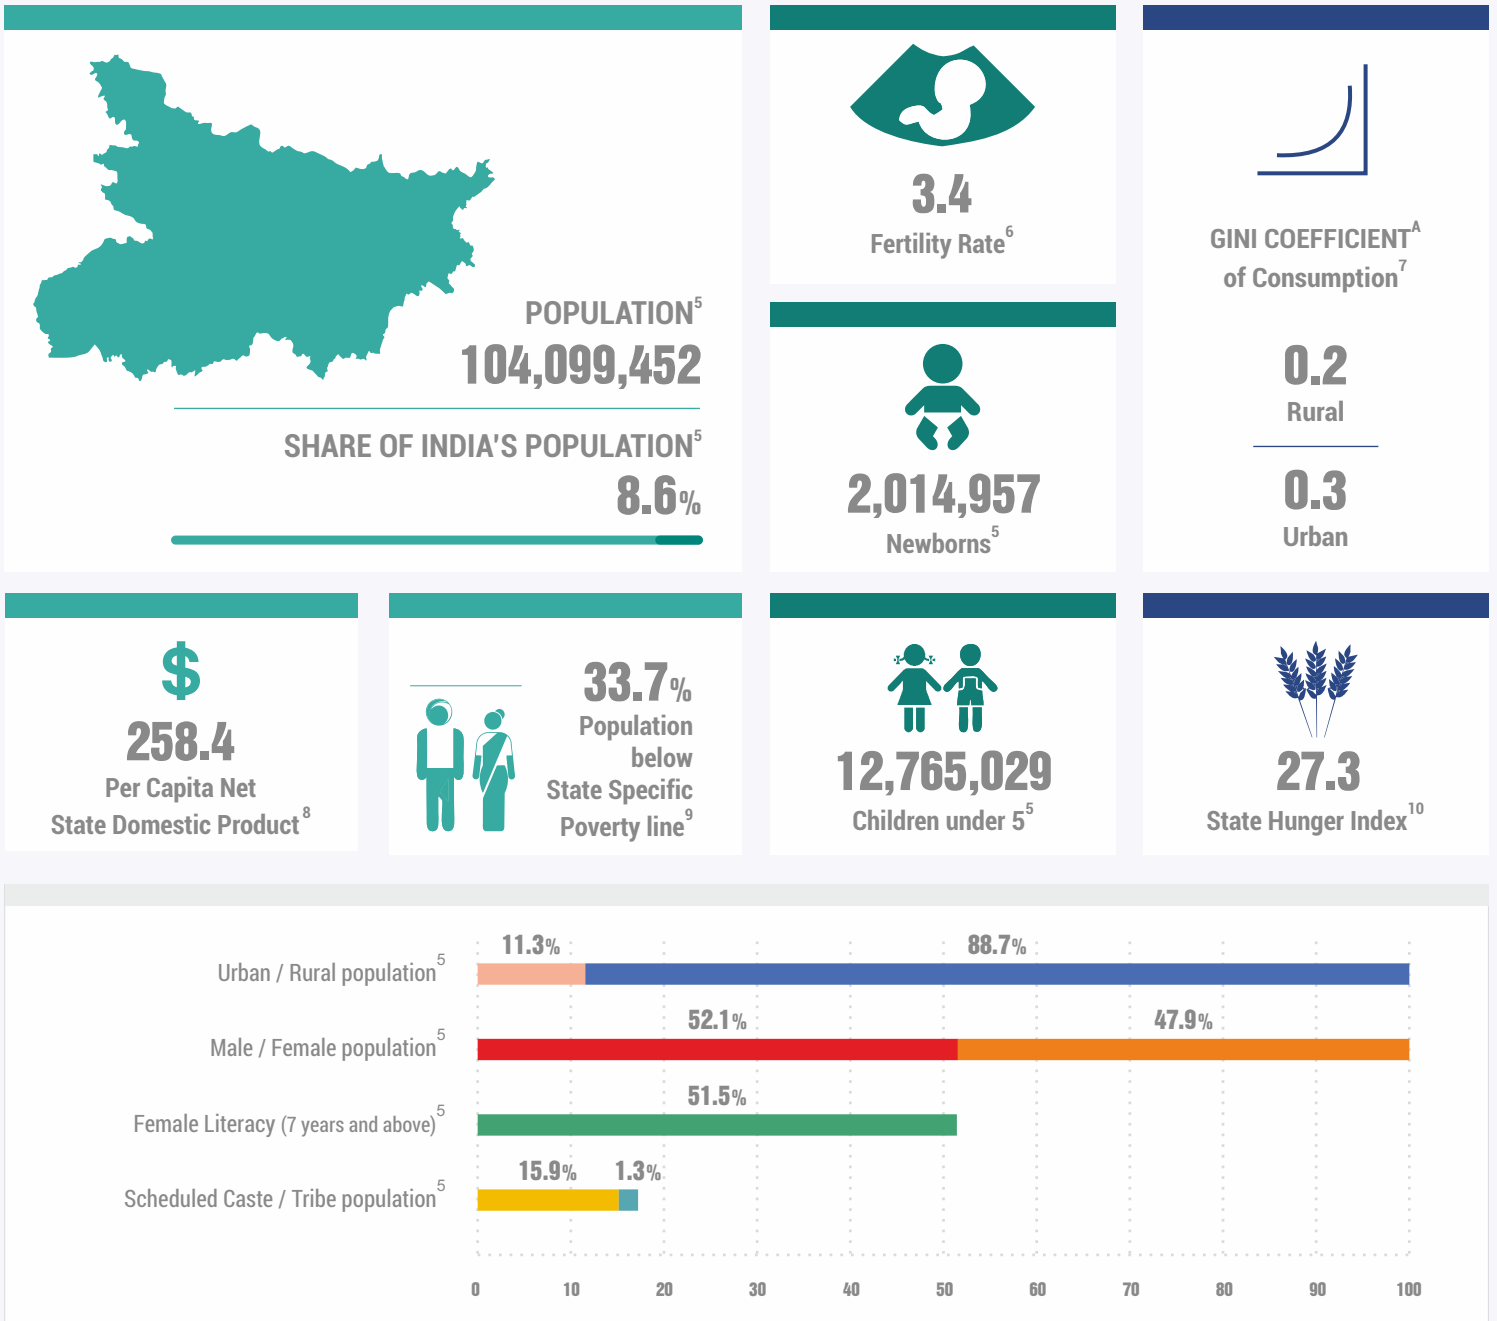 POPULATION5
104,099,452
SHARE OF INDIA'S POPULATION5
8.6%
3.4
Fertility Rate6
2,014,957
Newborns5
GINI COEFFICIENTA
of Consumption7
0.2
Rural
0.3
Urban
$
258.4
Per Capita Net
State Domestic Product8
33.7%
Population
below
State Specific
Poverty line9
12,765,029
Children under 55
27.3
State Hunger Index10
11.3% 88.7%
Urban / Rural population5
52.1% 47.9%
Male / Female population5
51.5%
Female Literacy (7 years and above)5
15.9% 1.3%
Scheduled Caste / Tribe population5
0 10 20 30 40 50 60 70 80 90 100